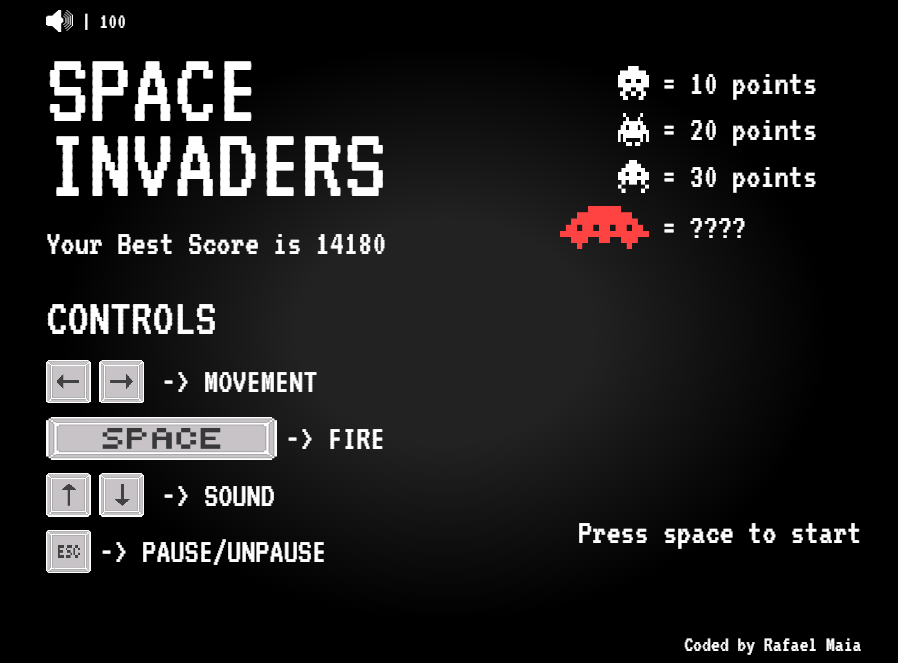 | 100
SPACE
INVADERS
Your Best Score is 14180
= 10 points
= 20 points
= 30 points
= ????
CONTROLS
← → -> MOVEMENT
SPACE -> FIRE
↑ ↓ -> SOUND
ESC -> PAUSE/UNPAUSE
Press space to start
Coded by Rafael Maia